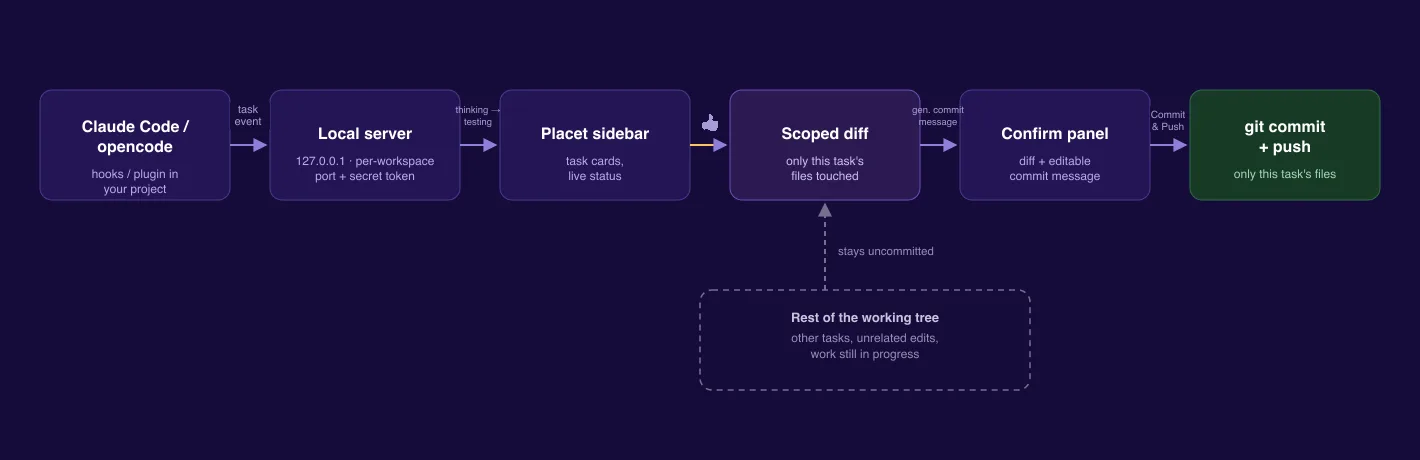 Claude Code /
opencode
hooks / plugin in
your project
task
event
Local server
127.0.0.1 · per-workspace
port + secret token
thinking →
testing
Placet sidebar
task cards,
live status
Scoped diff
only this task's
files touched
gen. commit
message
Confirm panel
diff + editable
commit message
Commit
& Push
git commit
+ push
only this task's files
stays uncommitted
Rest of the working tree
other tasks, unrelated edits,
work still in progress